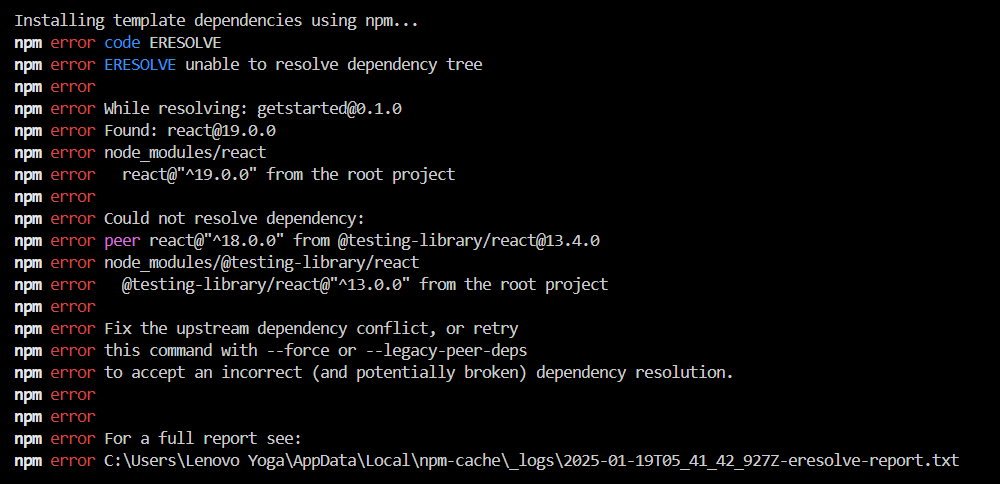 Installing template dependencies using npm...
npm error code ERESOLVE
npm error ERESOLVE unable to resolve dependency tree
npm error
npm error While resolving: getstarted@0.1.0
npm error Found: react@19.0.0
npm error node_modules/react
npm error   react@"^19.0.0" from the root project
npm error
npm error Could not resolve dependency:
npm error peer react@"^18.0.0" from @testing-library/react@13.4.0
npm error node_modules/@testing-library/react
npm error   @testing-library/react@"^13.0.0" from the root project
npm error
npm error Fix the upstream dependency conflict, or retry
npm error this command with --force or --legacy-peer-deps
npm error to accept an incorrect (and potentially broken) dependency resolution.
npm error
npm error
npm error For a full report see:
npm error C:\Users\Lenovo Yoga\AppData\Local\npm-cache\_logs\2025-01-19T05_41_42_927Z-eresolve-report.txt